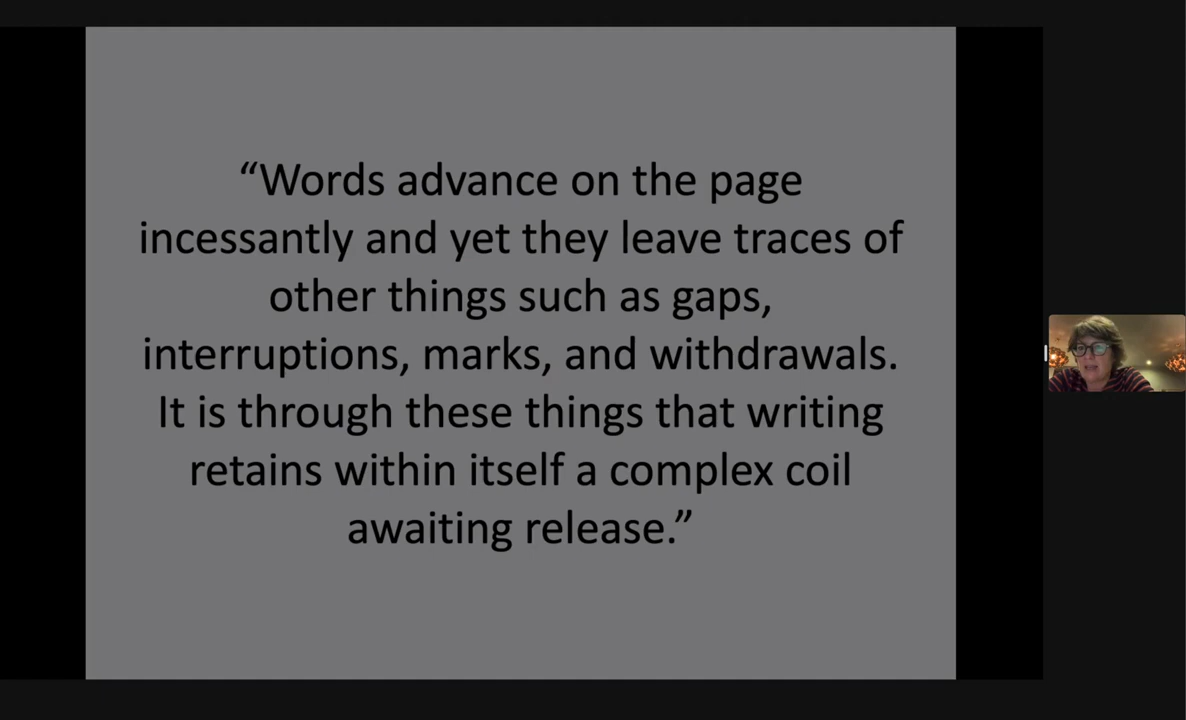 “Words advance on the page
incessantly and yet they leave traces of
other things such as gaps,
interruptions, marks, and withdrawals.
It is through these things that writing
retains within itself a complex coil
awaiting release.”